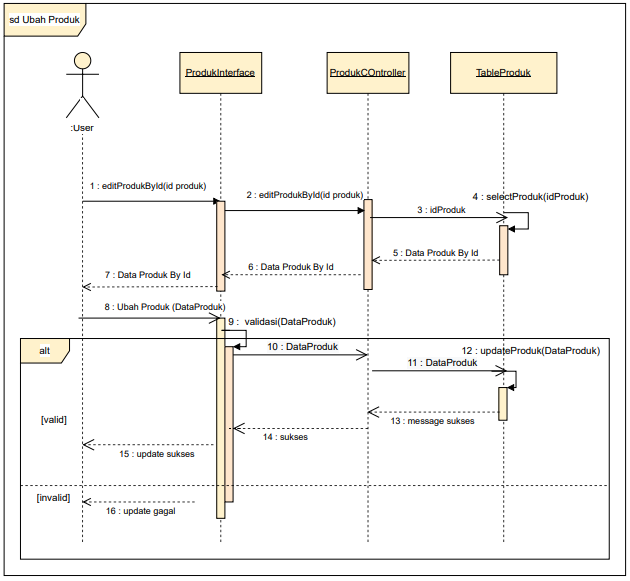 sd Ubah Produk
ProdukInterface
ProdukCOntroller
TableProduk
:User
1 : editProdukById(id produk)
2 : editProdukById(id produk)
3 : idProduk
4 : selectProduk(idProduk)
5 : Data Produk By Id
6 : Data Produk By Id
7 : Data Produk By Id
8 : Ubah Produk (DataProduk)
9 : validasi(DataProduk)
alt
10 : DataProduk
11 : DataProduk
12 : updateProduk(DataProduk)
[valid]
13 : message sukses
14 : sukses
15 : update sukses
[invalid]
16 : update gagal